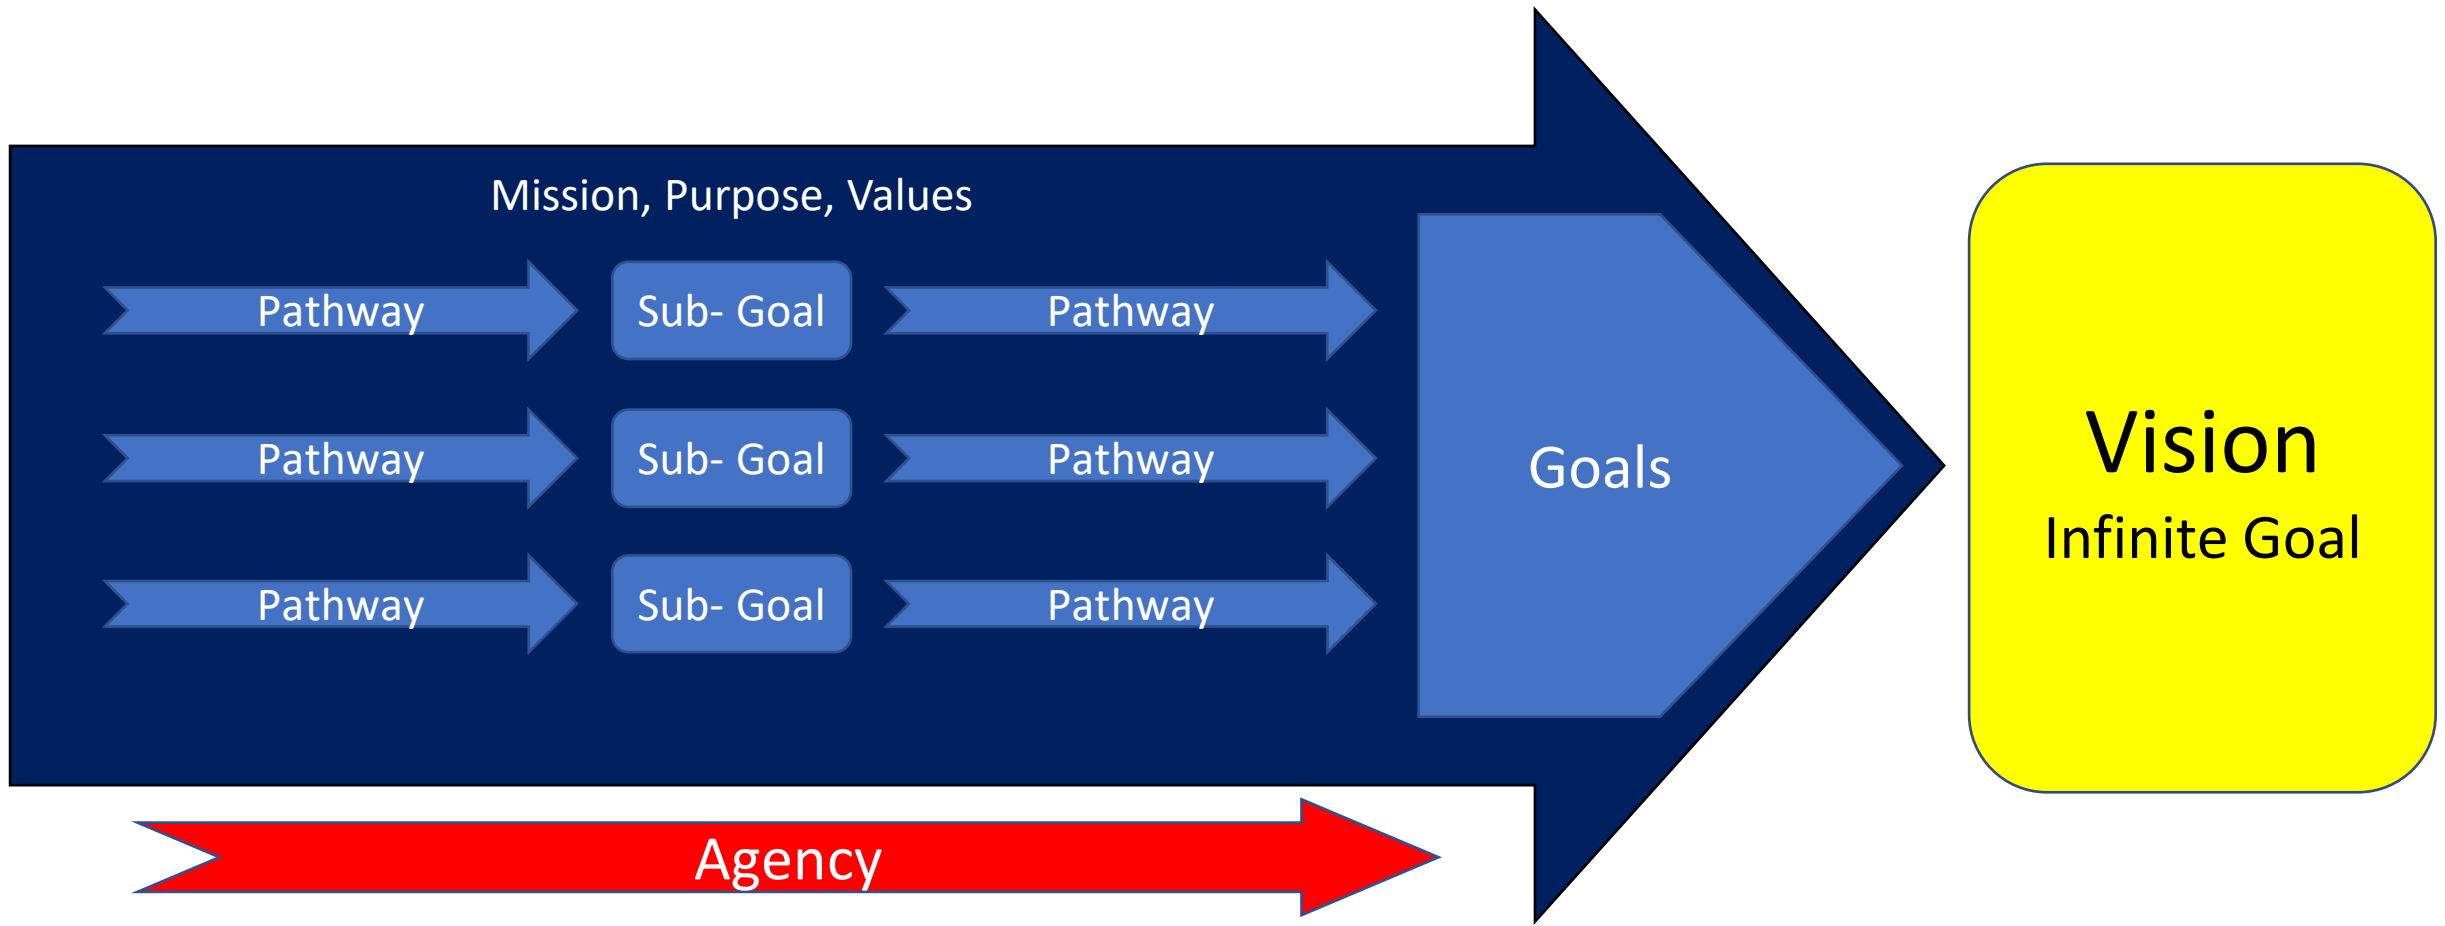 Mission, Purpose, Values
Pathway
Sub- Goal
Pathway
Pathway
Sub- Goal
Pathway
Pathway
Sub- Goal
Pathway
Goals
Vision
Infinite Goal
Agency